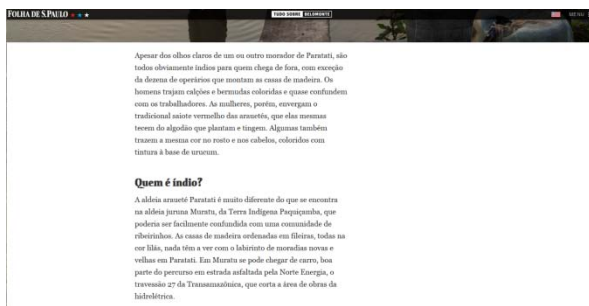 FOLHA DE S.PAULO
TUDO SOBRE BELO MONTE
MENU
Apesar dos olhos claros de um ou outro morador de Paratati, são
todos obviamente índios para quem chega de fora, com exceção
da dezena de operários que montam as casas de madeira. Os
homens trajam calções e bermudas coloridas e quase confundem
com os trabalhadores. As mulheres, porém, envergam o
tradicional saiote vermelho das arauetés, que elas mesmas
tecem do algodão que plantam e tingem. Algumas também
trazem a mesma cor no rosto e nos cabelos, coloridos com
tintura à base de urucum.
Quem é índio?
A aldeia araueté Paratati é muito diferente do que se encontra
na aldeia juruna Muratu, da Terra Indígena Paquiçamba, que
poderia ser facilmente confundida com uma comunidade de
ribeirinhos. As casas de madeira ordenadas em fileiras, todas na
cor lilás, nada têm a ver com o labirinto de moradias novas e
velhas em Paratati. Em Muratu se pode chegar de carro, boa
parte do percurso em estrada asfaltada pela Norte Energia, o
travessão 27 da Transamazônica, que corta a área de obras da
hidrelétrica.